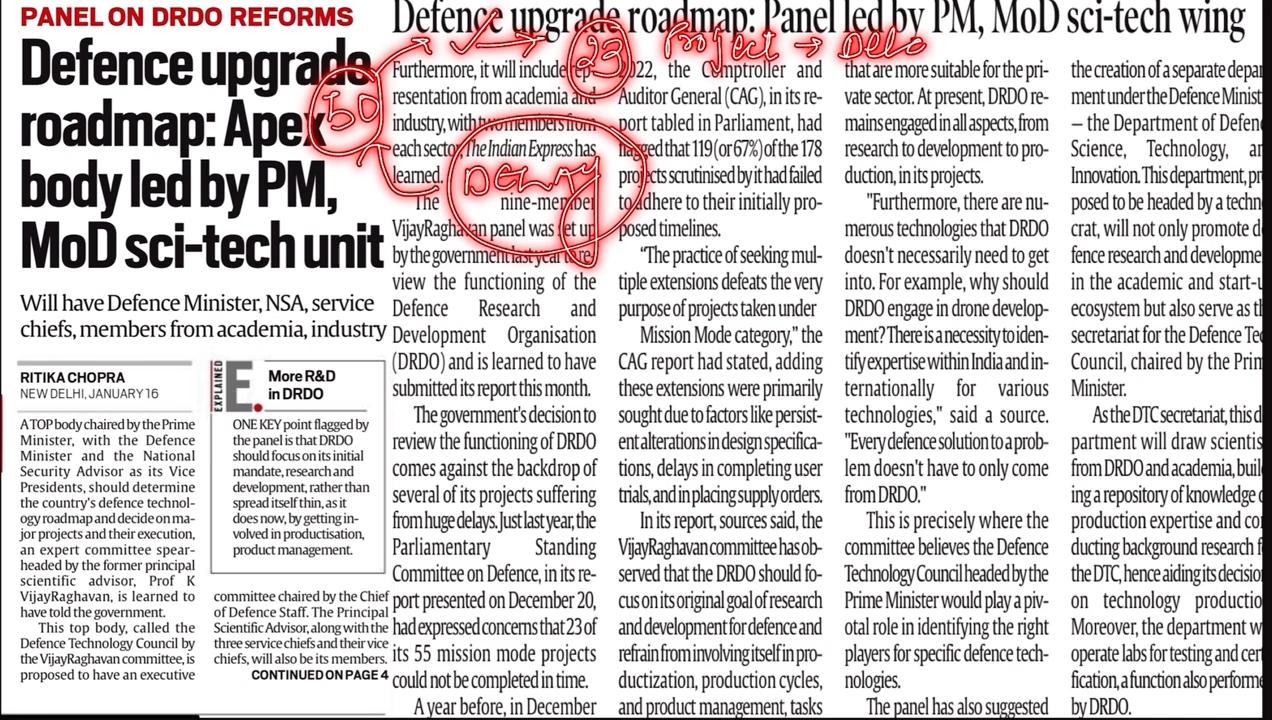 PANEL ON DRDO REFORMS
Defence upgrade
roadmap: Apex
body led by PM,
MoD sci-tech unit
Will have Defence Minister, NSA, service
chiefs, members from academia, industry
RITIKA CHOPRA
NEW DELHI, JANUARY 16
A TOP body chaired by the Prime
Minister, with the Defence
Minister and the National
Security Advisor as its Vice
Presidents, should determine
the country's defence technol-
ogy roadmap and decide on ma-
jor projects and their execution,
an expert committee spear-
headed by the former principal
scientific advisor, Prof K
VijayRaghavan, is learned to
have told the government.
This top body, called the
Defence Technology Council by
the VijayRaghavan committee, is
proposed to have an executive
EXPLAINED
E.
More R&D
in DRDO
ONE KEY point flagged by
the panel is that DRDO
should focus on its initial
mandate, research and
development, rather than
spread itself thin, as it
does now, by getting in-
volved in productisation,
product management.
committee chaired by the Chief
of Defence Staff. The Principal
Scientific Advisor, along with the
three service chiefs and their vice
chiefs, will also be its members.
CONTINUED ON PAGE 4
Defence upgrade roadmap: Panel led by PM, MoD sci-tech wing
50
23 Project → Dela
DELAY
Furthermore, it will include rep-
resentation from academia and
industry, with two members from
each sector, The Indian Express has
learned.
The nine-member
VijayRaghavan panel was set up
by the government last year to re-
view the functioning of the
Defence Research and
Development Organisation
(DRDO) and is learned to have
submitted its report this month.
The government's decision to
review the functioning of DRDO
comes against the backdrop of
several of its projects suffering
from huge delays. Just last year, the
Parliamentary Standing
Committee on Defence, in its re-
port presented on December 20,
had expressed concerns that 23 of
its 55 mission mode projects
could not be completed in time.
A year before, in December
2022, the Comptroller and
Auditor General (CAG), in its re-
port tabled in Parliament, had
flagged that 119 (or 67%) of the 178
projects scrutinised by it had failed
to adhere to their initially pro-
posed timelines.
"The practice of seeking mul-
tiple extensions defeats the very
purpose of projects taken under
Mission Mode category," the
CAG report had stated, adding
these extensions were primarily
sought due to factors like persist-
ent alterations in design specifica-
tions, delays in completing user
trials, and in placing supply orders.
In its report, sources said, the
VijayRaghavan committee has ob-
served that the DRDO should fo-
cus on its original goal of research
and development for defence and
refrain from involving itself in pro-
ductization, production cycles,
and product management, tasks
that are more suitable for the pri-
vate sector. At present, DRDO re-
mains engaged in all aspects, from
research to development to pro-
duction, in its projects.
"Furthermore, there are nu-
merous technologies that DRDO
doesn't necessarily need to get
into. For example, why should
DRDO engage in drone develop-
ment? There is a necessity to iden-
tify expertise within India and in-
ternationally for various
technologies," said a source.
"Every defence solution to a prob-
lem doesn't have to only come
from DRDO."
This is precisely where the
committee believes the Defence
Technology Council headed by the
Prime Minister would play a piv-
otal role in identifying the right
players for specific defence tech-
nologies.
The panel has also suggested
the creation of a separate depar
ment under the Defence Minist
— the Department of Defen
Science, Technology, an
Innovation. This department, pr
posed to be headed by a techn
crat, will not only promote d
fence research and developme
in the academic and start-u
ecosystem but also serve as th
secretariat for the Defence Tec
Council, chaired by the Prim
Minister.
As the DTC secretariat, this d
partment will draw scientis
from DRDO and academia, buil
ing a repository of knowledge o
production expertise and con
ducting background research f
the DTC, hence aiding its decision
on technology productio
Moreover, the department w
operate labs for testing and cert
fication, a function also performe
by DRDO.